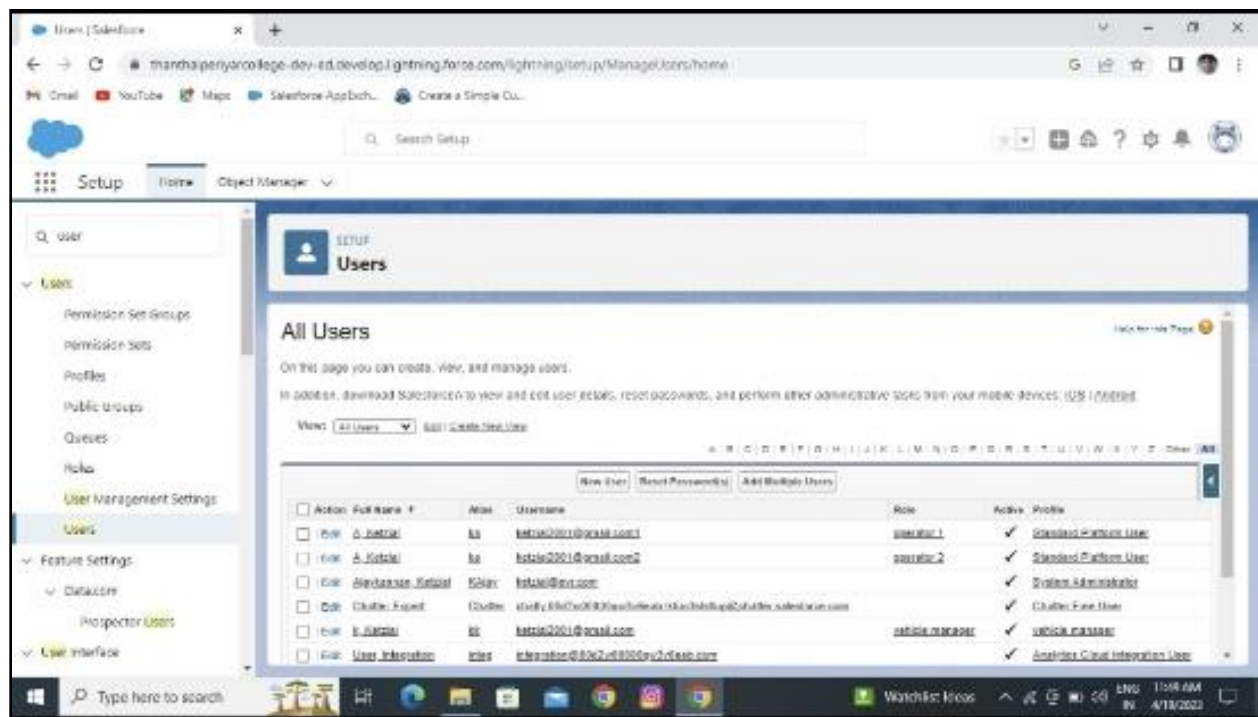 Users | Salesforce
thanthaiperiyarcollege-dev-ed.develop.lightning.force.com/lightning/setup/ManageUsers/home
Gmail YouTube Maps Salesforce AppExch... Create a Simple Cu...
Search Setup
Setup Home Object Manager
user
SETUP
Users
Users
Permission Set Groups
Permission Sets
Profiles
Public Groups
Queues
Roles
User Management Settings
Users
Feature Settings
Data.com
Prospector Users
User Interface
All Users
Help for this Page
On this page you can create, view, and manage users.
In addition, download SalesforceA to view and edit user details, reset passwords, and perform other administrative tasks from your mobile devices: iOS | Android
View: All Users Edit | Create New View
A | B | C | D | E | F | G | H | I | J | K | L | M | N | O | P | Q | R | S | T | U | V | W | X | Y | Z | Other All
New User Reset Password(s) Add Multiple Users
Action Full Name Alias Username Role Active Profile
Edit A, Ketzial ka ketzial2001@gmail.com1 operator 1 Standard Platform User
Edit A, Ketzial ka ketzial2001@gmail.com2 operator 2 Standard Platform User
Edit Ketzial KAjay System Administrator
Edit Chatter Expert Chatter Chatter Free User
Edit k, Ketzial kk ketzial2001@gmail.com vehicle manager vehicle manager
Edit User, Integration integ Analytics Cloud Integration User
Type here to search
Watchlist Ideas
ENG 11:49 AM
IN 4/19/2023